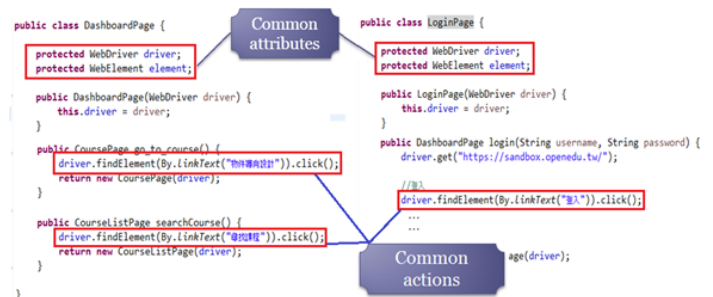 public class DashboardPage {
protected WebDriver driver;
protected WebElement element;
public DashboardPage(WebDriver driver) {
this.driver = driver;
}
public CoursePage go_to_course() {
driver.findElement(By.linkText("物件導向設計")).click();
return new CoursePage(driver);
}
public CourseListPage searchCourse() {
driver.findElement(By.linkText("尋找課程")).click();
return new CourseListPage(driver);
}
}
Common
attributes
public class LoginPage {
protected WebDriver driver;
protected WebElement element;
public LoginPage(WebDriver driver) {
this.driver = driver;
}
public DashboardPage login(String username, String password) {
driver.get("https://sandbox.openedu.tw/");
//登入
driver.findElement(By.linkText("登入")).click();
...
...
age(driver);
Common
actions